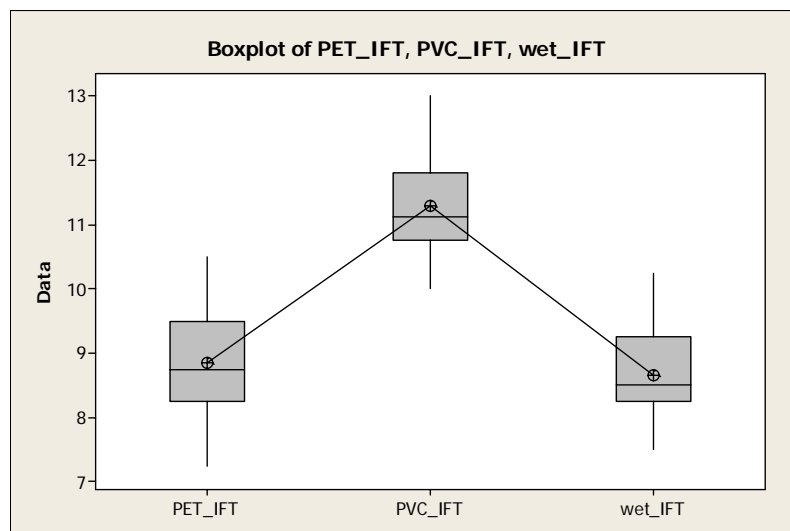 Boxplot of PET_IFT, PVC_IFT, wet_IFT
13
12
11
10
9
8
7
Data
PET_IFT PVC_IFT wet_IFT